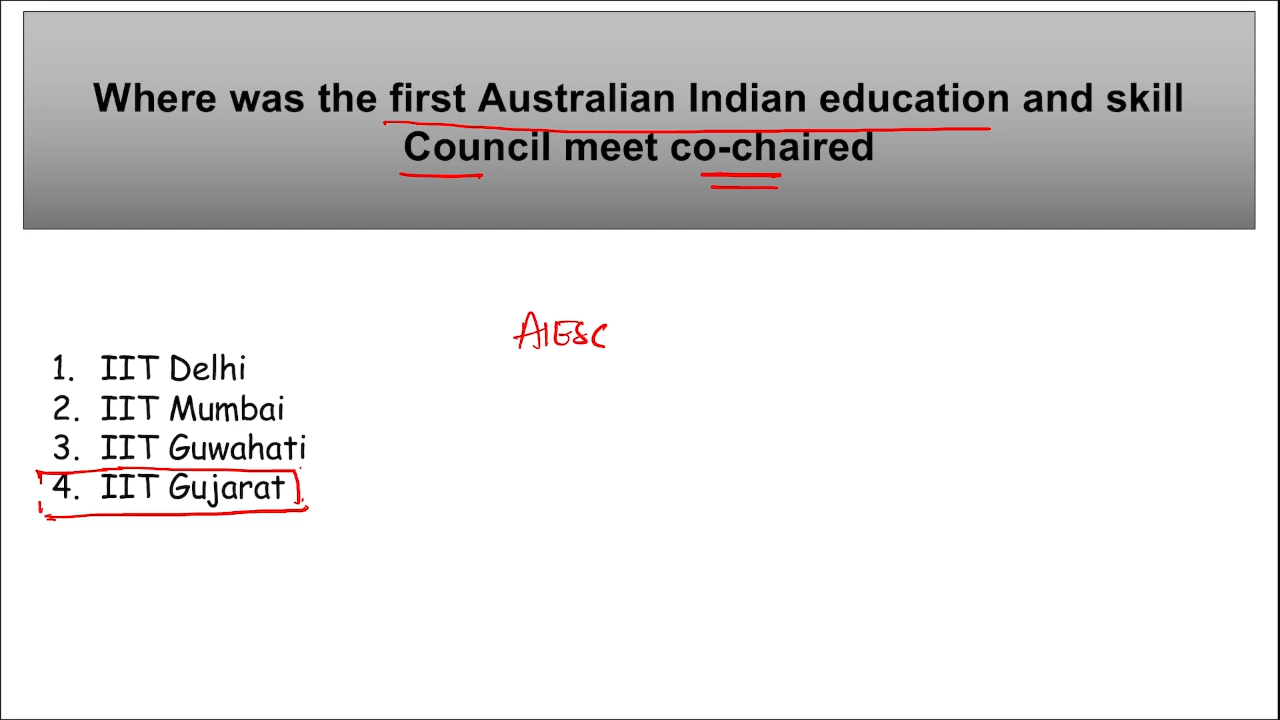 Where was the first Australian Indian education and skill
Council meet co-chaired
AIESC
1. IIT Delhi
2. IIT Mumbai
3. IIT Guwahati
4. IIT Gujarat